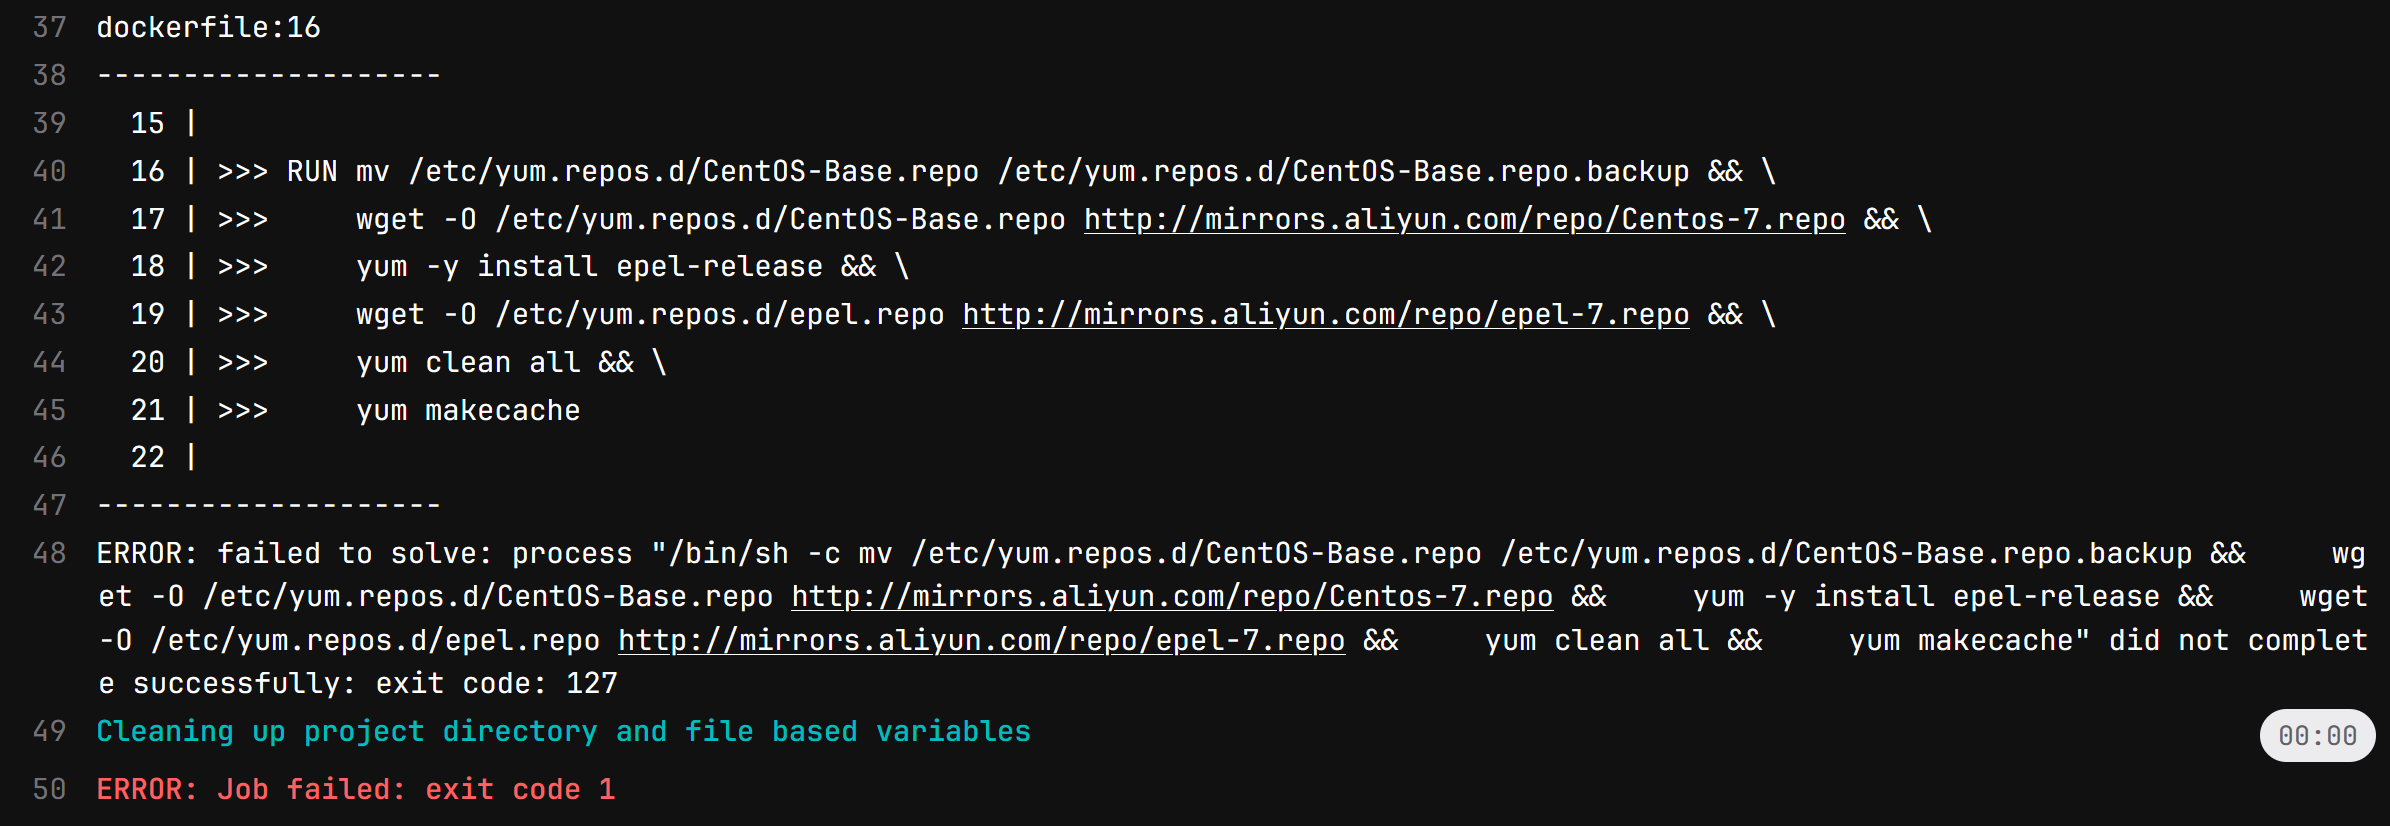 37 dockerfile:16
38 --------------------
39   15 |
40   16 | >>> RUN mv /etc/yum.repos.d/CentOS-Base.repo /etc/yum.repos.d/CentOS-Base.repo.backup && \
41   17 | >>>     wget -O /etc/yum.repos.d/CentOS-Base.repo http://mirrors.aliyun.com/repo/Centos-7.repo && \
42   18 | >>>     yum -y install epel-release && \
43   19 | >>>     wget -O /etc/yum.repos.d/epel.repo http://mirrors.aliyun.com/repo/epel-7.repo && \
44   20 | >>>     yum clean all && \
45   21 | >>>     yum makecache
46   22 |
47 --------------------
48 ERROR: failed to solve: process "/bin/sh -c mv /etc/yum.repos.d/CentOS-Base.repo /etc/yum.repos.d/CentOS-Base.repo.backup &&     wg
et -O /etc/yum.repos.d/CentOS-Base.repo http://mirrors.aliyun.com/repo/Centos-7.repo &&     yum -y install epel-release &&     wget
-O /etc/yum.repos.d/epel.repo http://mirrors.aliyun.com/repo/epel-7.repo &&     yum clean all &&     yum makecache" did not complet
e successfully: exit code: 127
49 Cleaning up project directory and file based variables 00:00
50 ERROR: Job failed: exit code 1